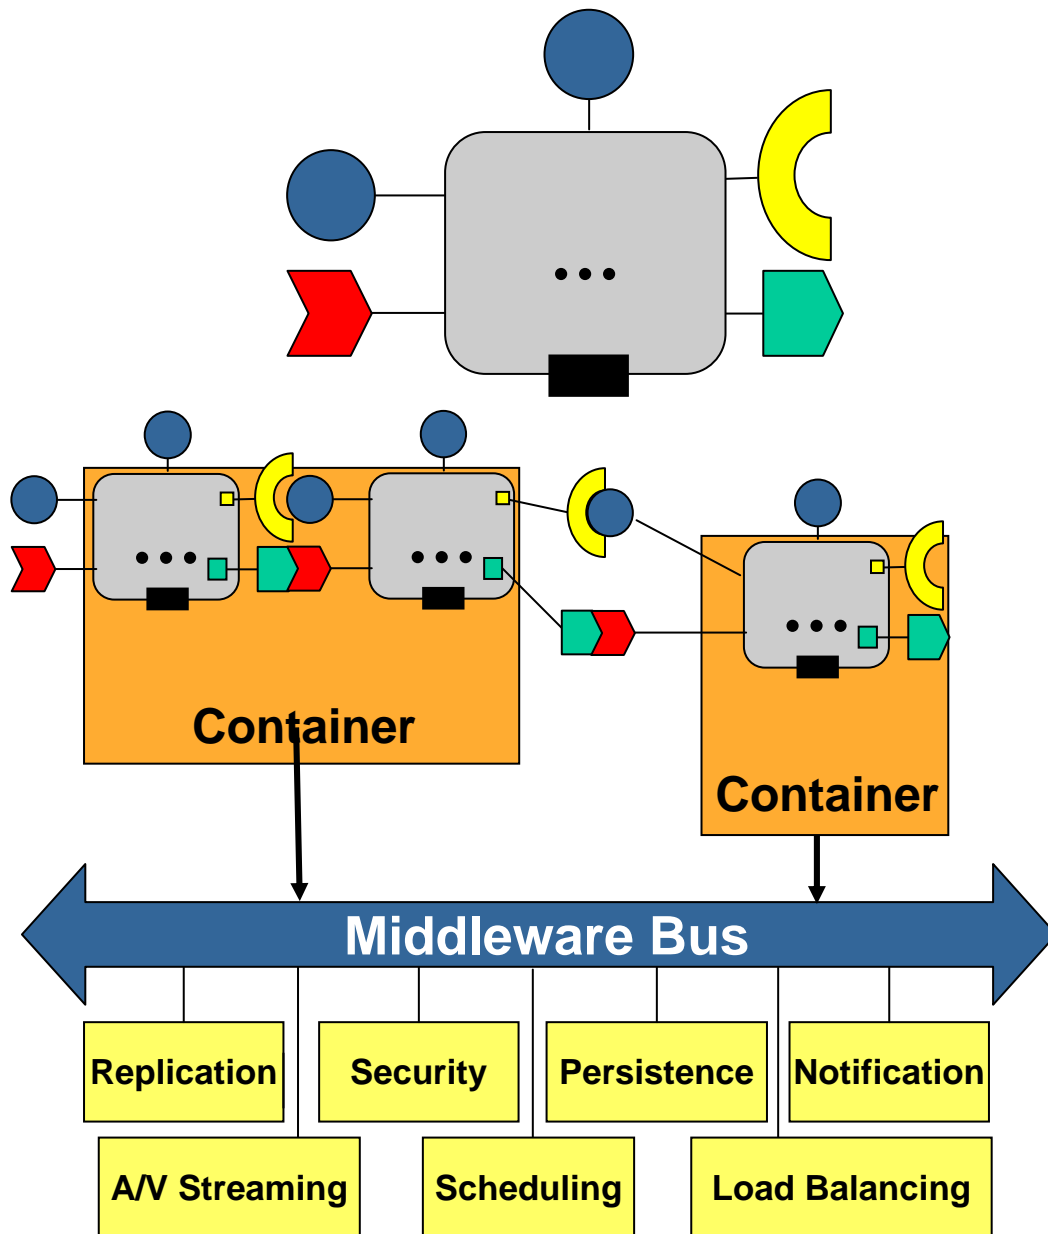 Container
Container
Middleware Bus
Replication
Security
Persistence
Notification
A/V Streaming
Scheduling
Load Balancing